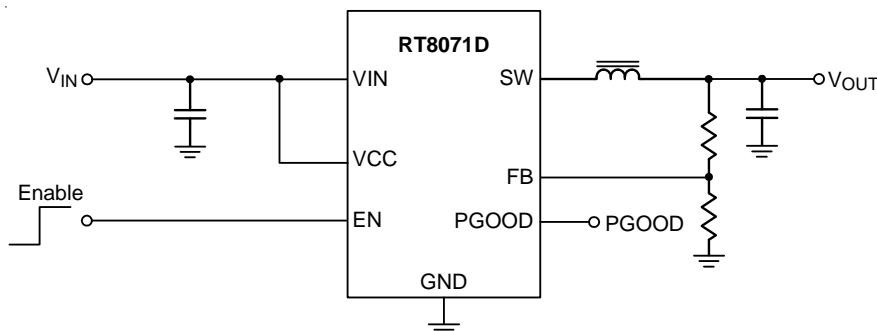 RT8071D
VIN
VIN
SW
VOUT
VCC
FB
Enable
EN
PGOOD
PGOOD
GND